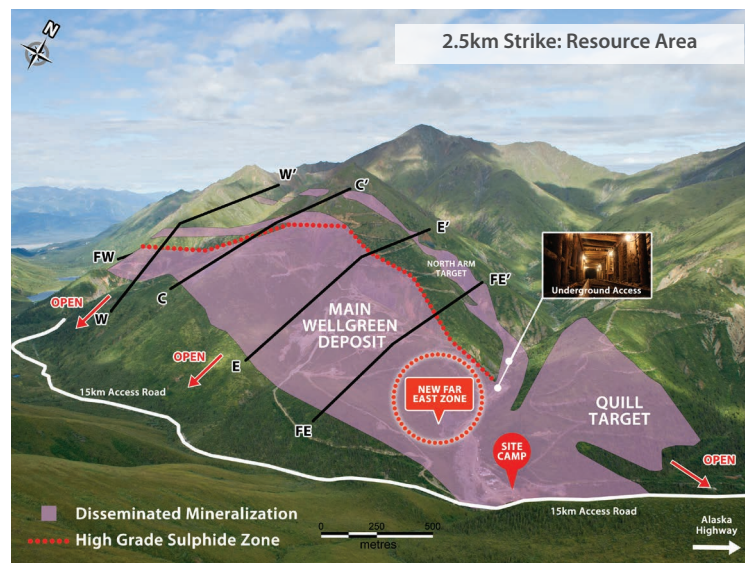 N
2.5km Strike: Resource Area
W'
C'
E'
FW
NORTH ARM
TARGET
FE'
Underground Access
OPEN
W
C
MAIN
WELLGREEN
DEPOSIT
OPEN
E
15km Access Road
NEW FAR
EAST ZONE
QUILL
TARGET
FE
SITE
CAMP
OPEN
Disseminated Mineralization
15km Access Road
High Grade Sulphide Zone
0 250 500
metres
Alaska
Highway